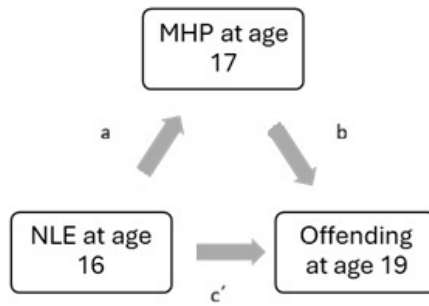 MHP at age
17
a
b
NLE at age
16
Offending
at age 19
c´